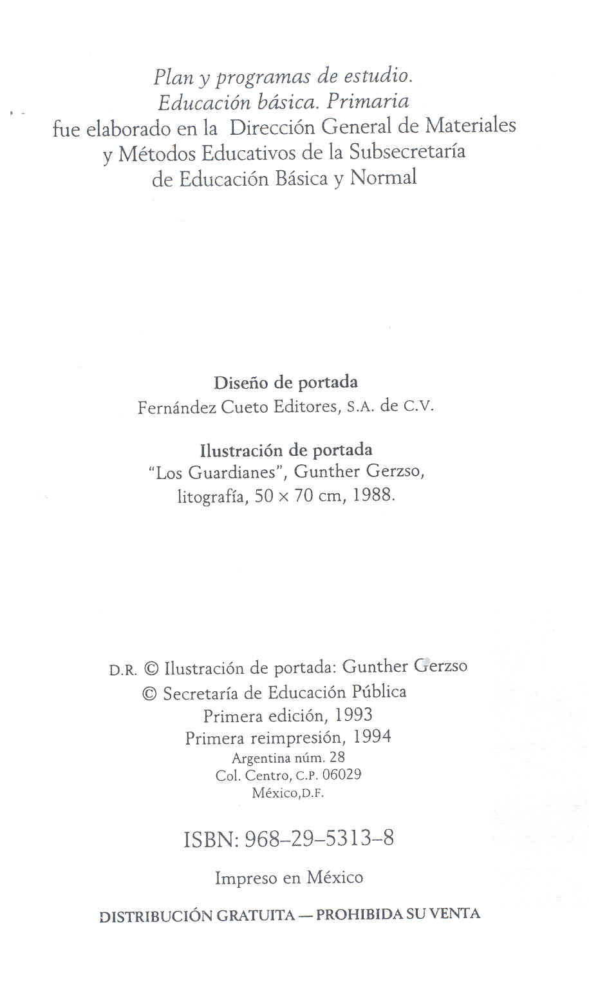 Plan y programas de estudio.
Educación básica. Primaria
fue elaborado en la Dirección General de Materiales
y Métodos Educativos de la Subsecretaría
de Educación Básica y Normal
Diseño de portada
Fernández Cueto Editores, S.A. de C.V.
Ilustración de portada
“Los Guardianes”, Gunther Gerzso,
litografía, 50 × 70 cm, 1988.
D.R. © Ilustración de portada: Gunther Gerzso
© Secretaría de Educación Pública
Primera edición, 1993
Primera reimpresión, 1994
Argentina núm. 28
Col. Centro, C.P. 06029
México,D.F.
ISBN: 968–29–5313–8
Impreso en México
DISTRIBUCIÓN GRATUITA — PROHIBIDA SU VENTA